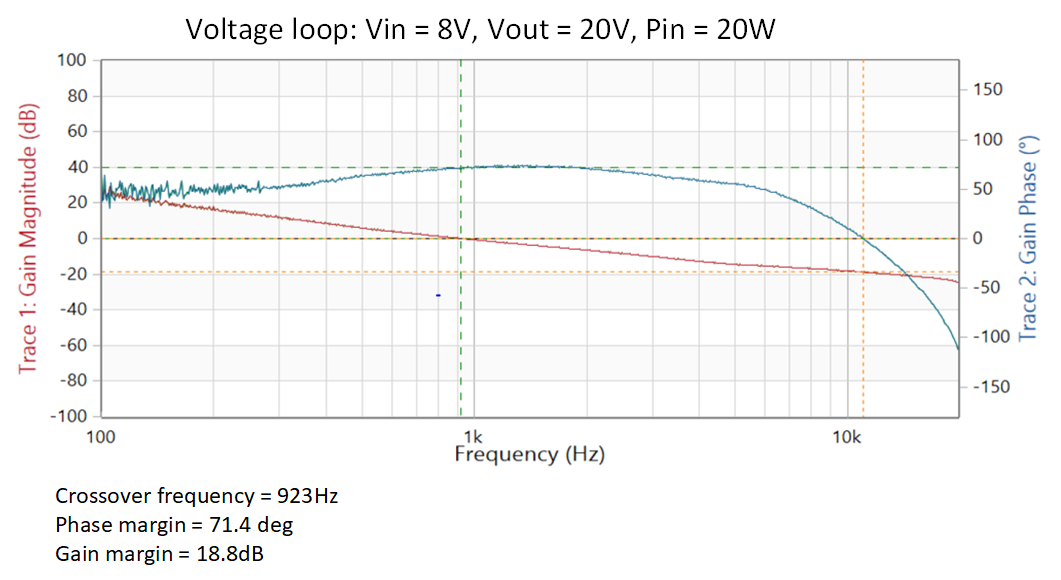 Voltage loop: Vin = 8V, Vout = 20V, Pin = 20W
Trace 1: Gain Magnitude (dB)
100
80
60
40
20
0
-20
-40
-60
-80
-100
150
100
50
0
-50
-100
-150
Trace 2: Gain Phase (°)
100
1k
10k
Frequency (Hz)
Crossover frequency = 923Hz
Phase margin = 71.4 deg
Gain margin = 18.8dB